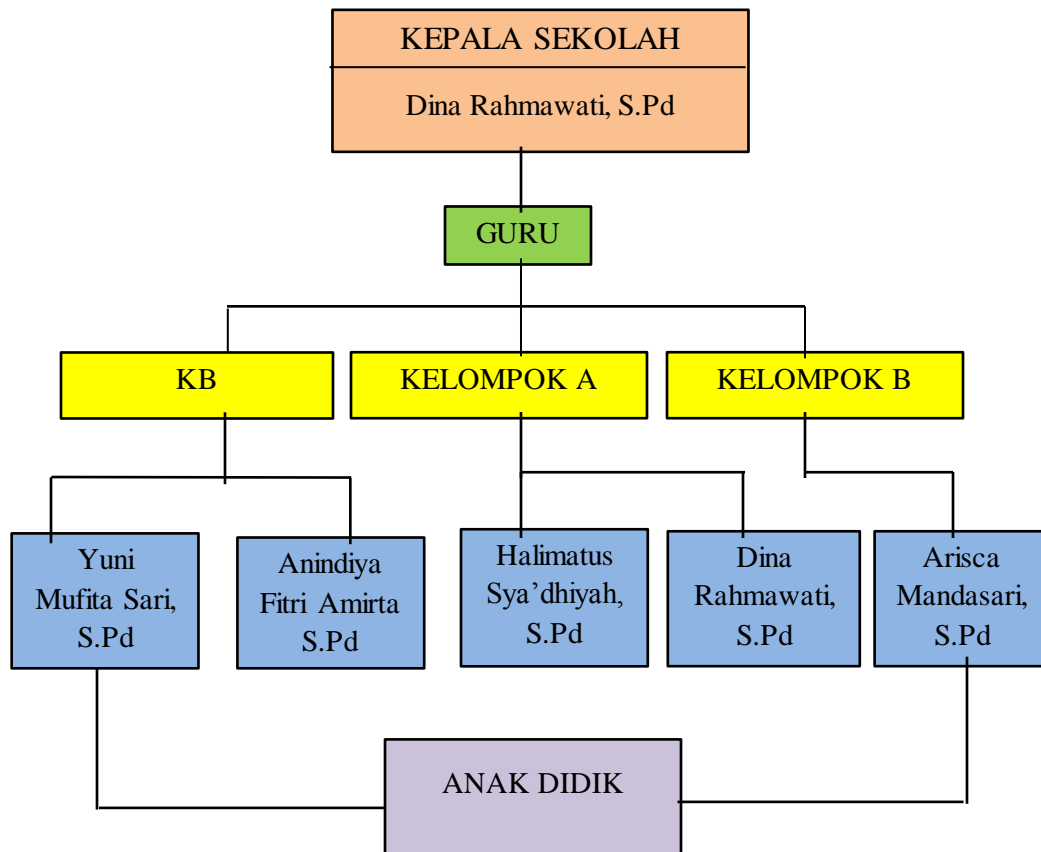 KEPALA SEKOLAH
Dina Rahmawati, S.Pd
GURU
KB
KELOMPOK A
KELOMPOK B
Yuni
Mufita Sari,
S.Pd
Anindiya
Fitri Amirta
S.Pd
Halimatus
Sya’dhiyah,
S.Pd
Dina
Rahmawati,
S.Pd
Arisca
Mandasari,
S.Pd
ANAK DIDIK